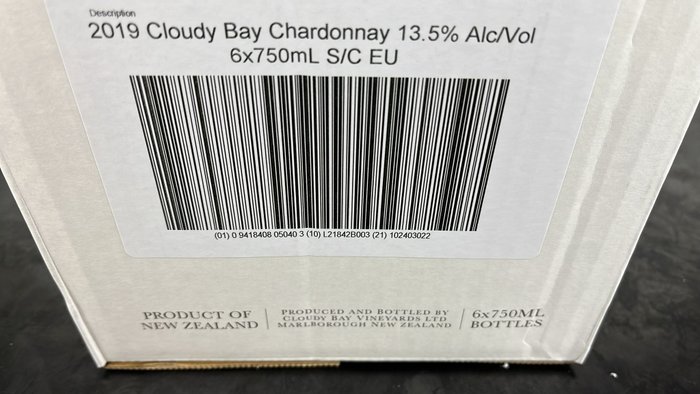 Description
2019 Cloudy Bay Chardonnay 13.5% Alc/Vol
6x750mL S/C EU
(01) 0 9418408 05040 3 (10) L21842B003 (21) 102403022
PRODUCT OF
NEW ZEALAND
PRODUCED AND BOTTLED BY
CLOUDY BAY VINEYARDS LTD
MARLBOROUGH NEW ZEALAND
6x750ML
BOTTLES